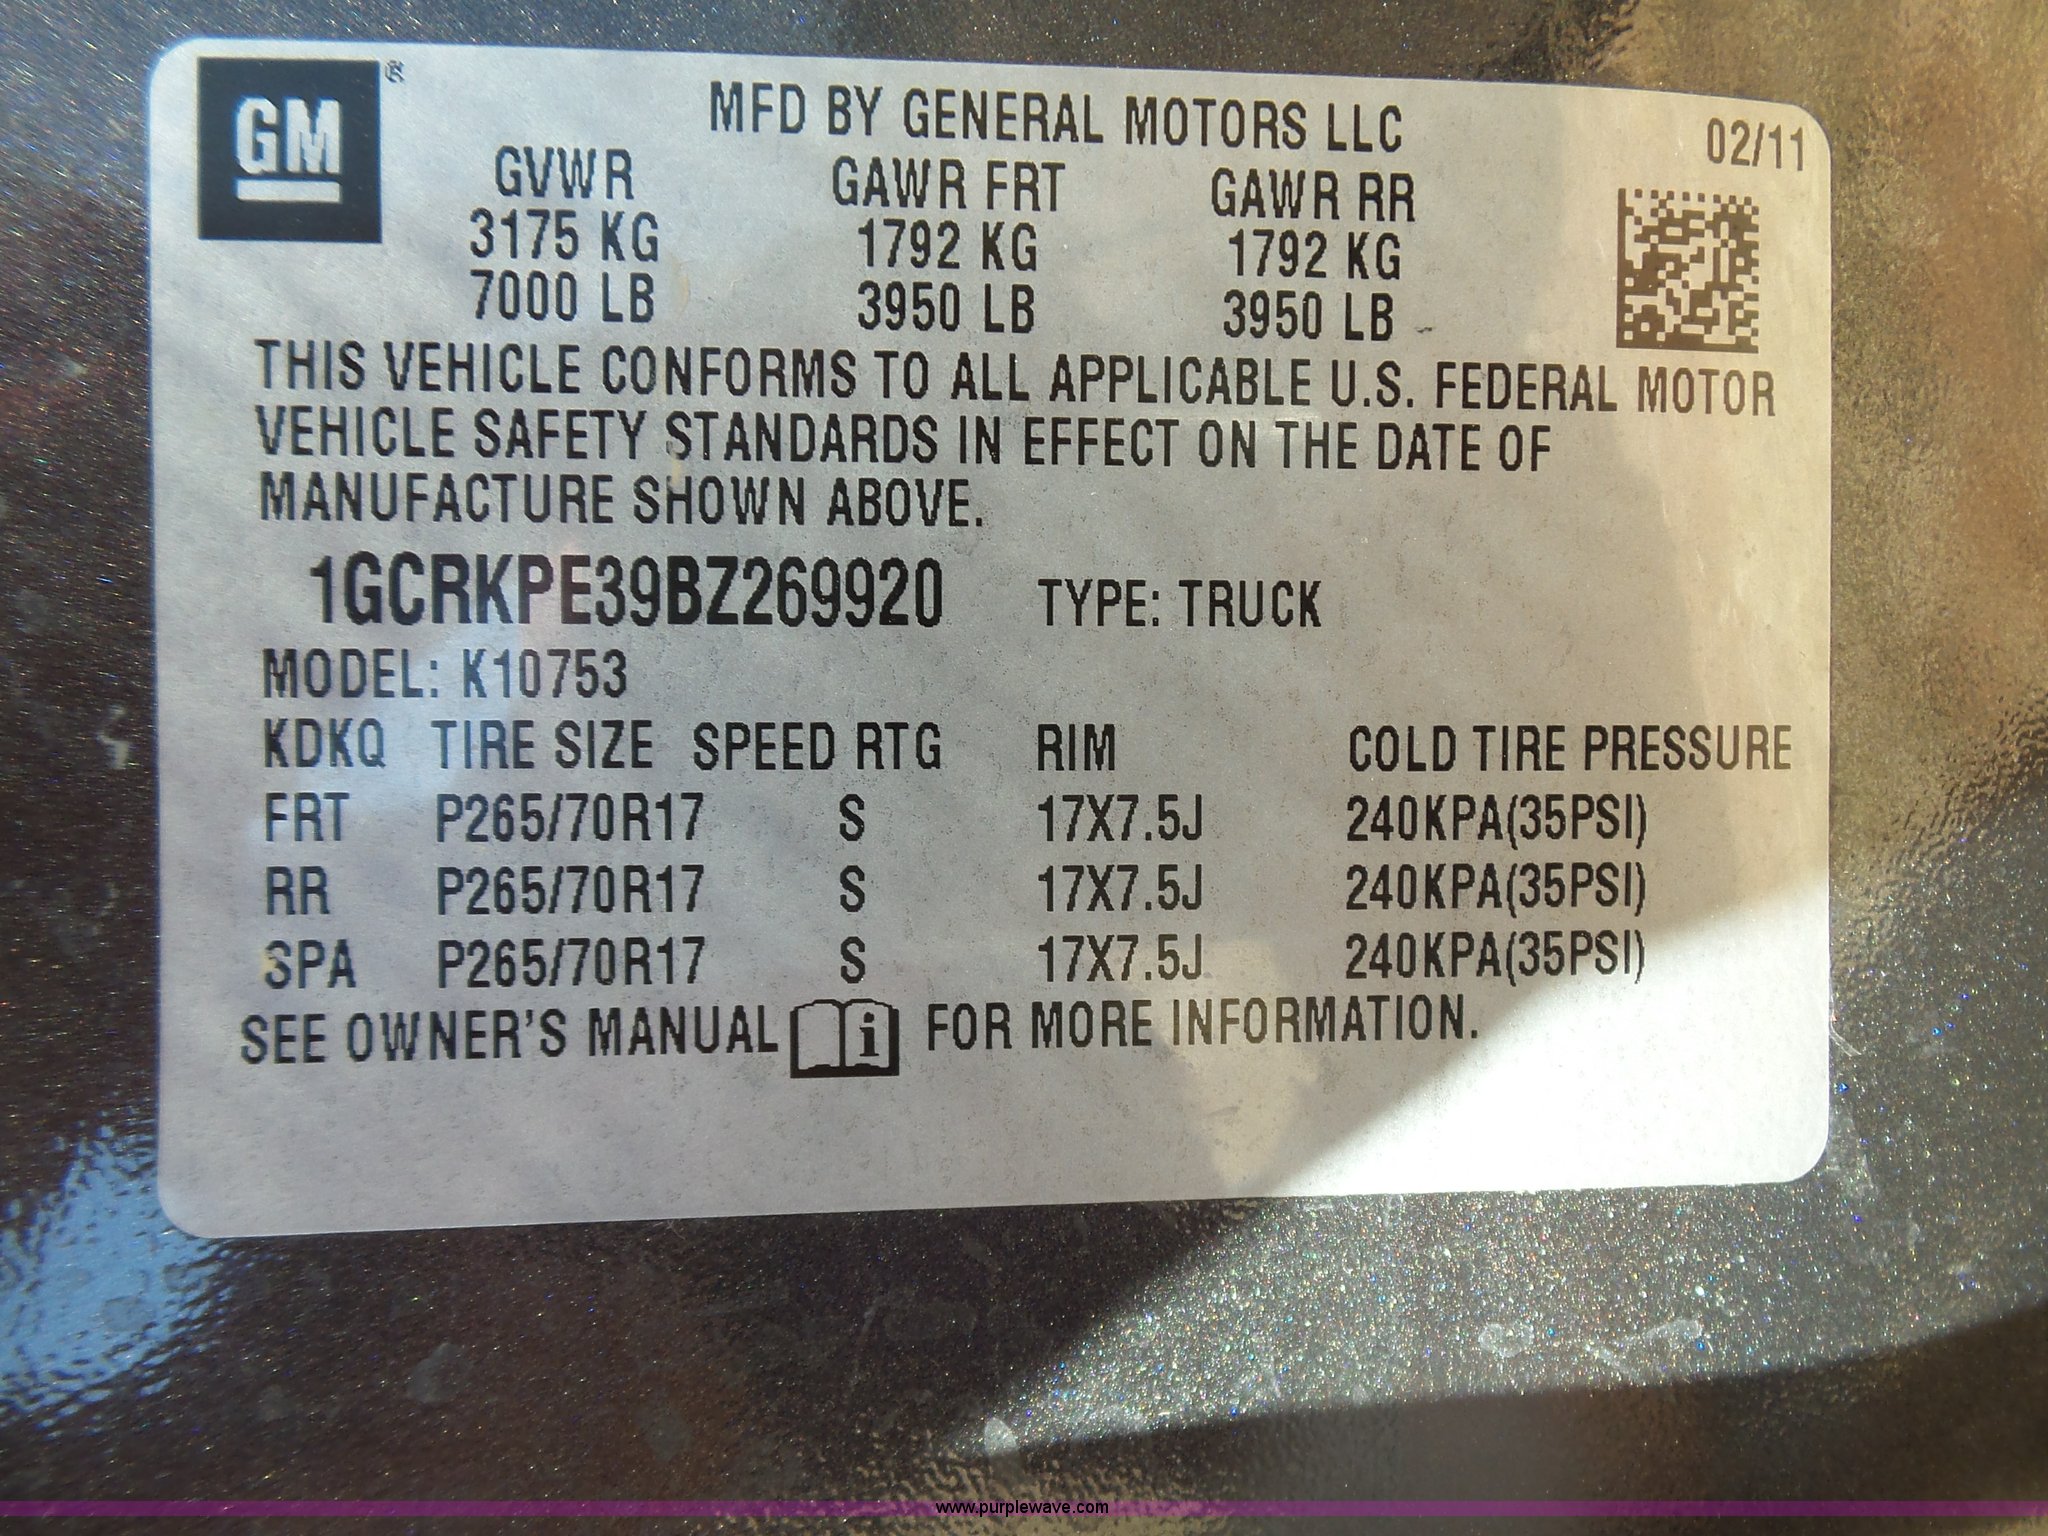 GM ®
MFD BY GENERAL MOTORS LLC
02/11
GVWR GAWR FRT GAWR RR
3175 KG 1792 KG 1792 KG
7000 LB 3950 LB 3950 LB
THIS VEHICLE CONFORMS TO ALL APPLICABLE U.S. FEDERAL MOTOR
VEHICLE SAFETY STANDARDS IN EFFECT ON THE DATE OF
MANUFACTURE SHOWN ABOVE.
1GCRKPE39BZ269920 TYPE: TRUCK
MODEL: K10753
KDKQ TIRE SIZE SPEED RTG RIM COLD TIRE PRESSURE
FRT P265/70R17 S 17X7.5J 240KPA(35PSI)
RR P265/70R17 S 17X7.5J 240KPA(35PSI)
SPA P265/70R17 S 17X7.5J 240KPA(35PSI)
SEE OWNER'S MANUAL i FOR MORE INFORMATION.
www.purplewave.com